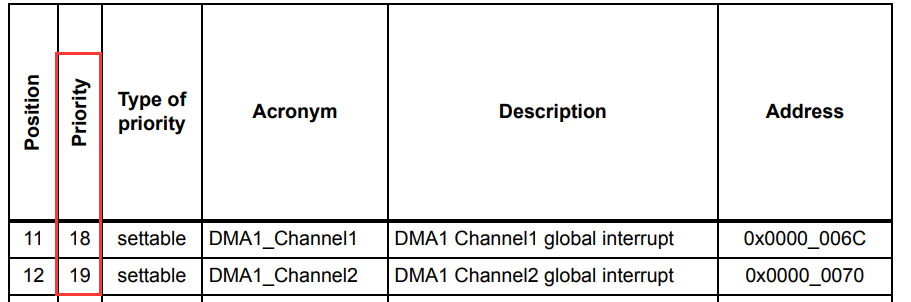 Position Priority Type of priority Acronym Description Address
11 18 settable DMA1_Channel1 DMA1 Channel1 global interrupt 0x0000_006C
12 19 settable DMA1_Channel2 DMA1 Channel2 global interrupt 0x0000_0070